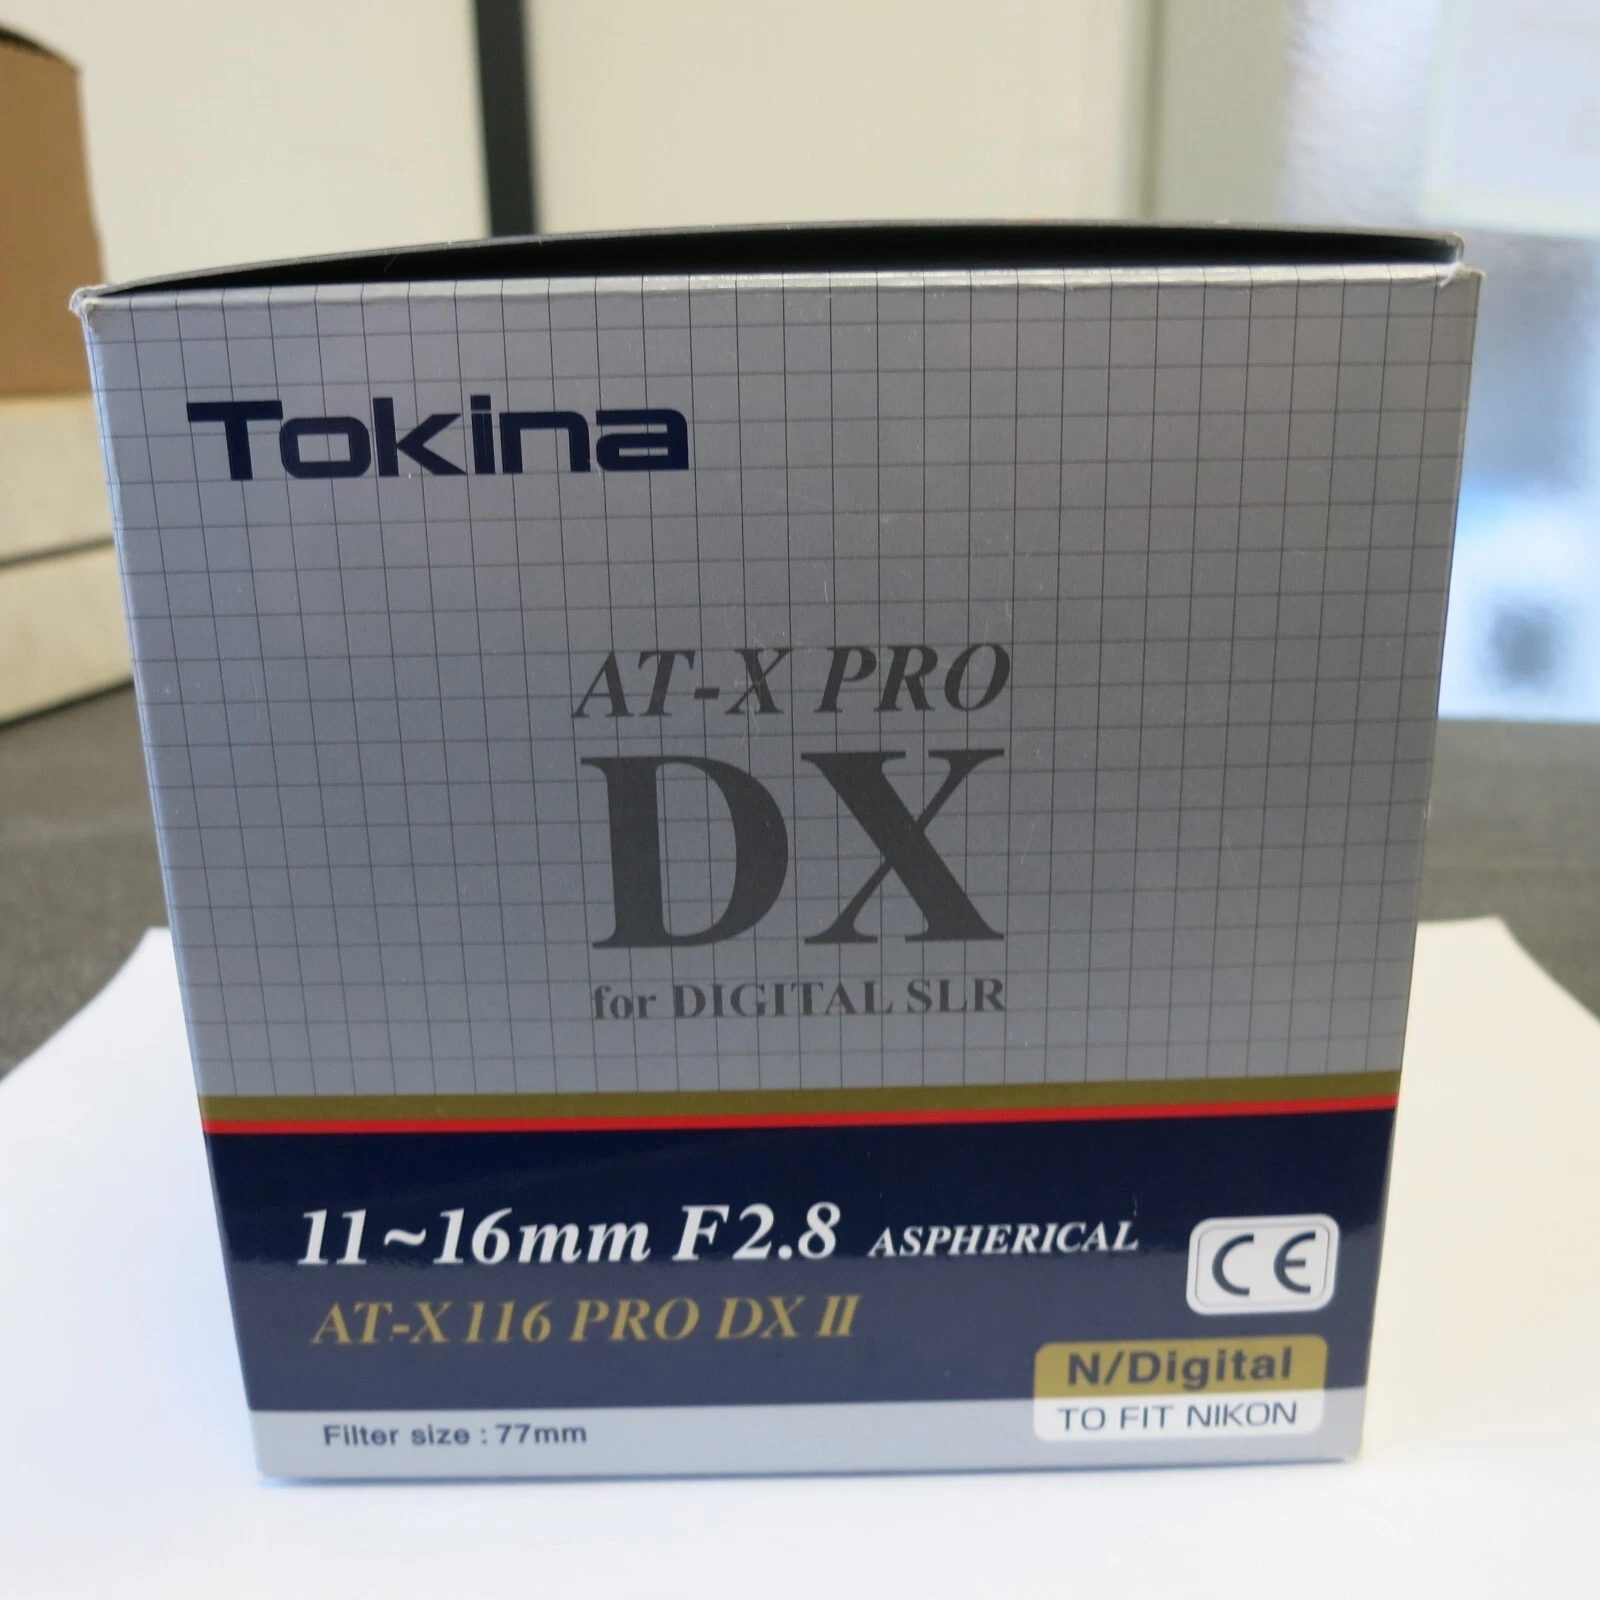 Tokina
AT-X PRO
DX
for DIGITAL SLR
11~16mm F2.8 ASPHERICAL
CE
AT-X 116 PRO DX II
N/Digital
TO FIT NIKON
Filter size : 77mm